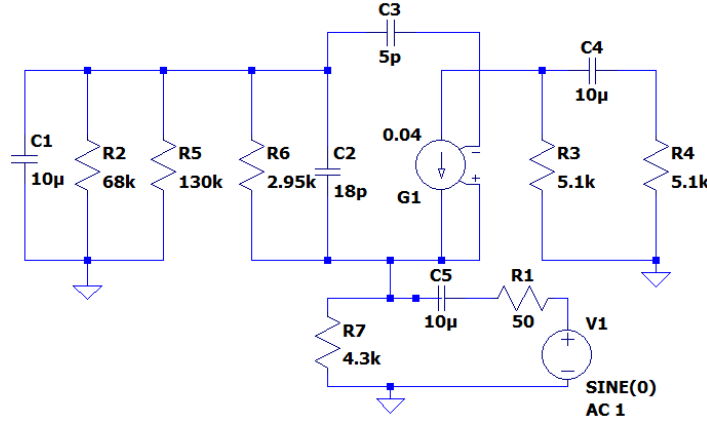 C3
5p
C4
10µ
C1
10µ
R2
68k
R5
130k
R6
2.95k
C2
18p
0.04
G1
R3
5.1k
R4
5.1k
C5
10µ
R1
50
R7
4.3k
V1
SINE(0)
AC 1